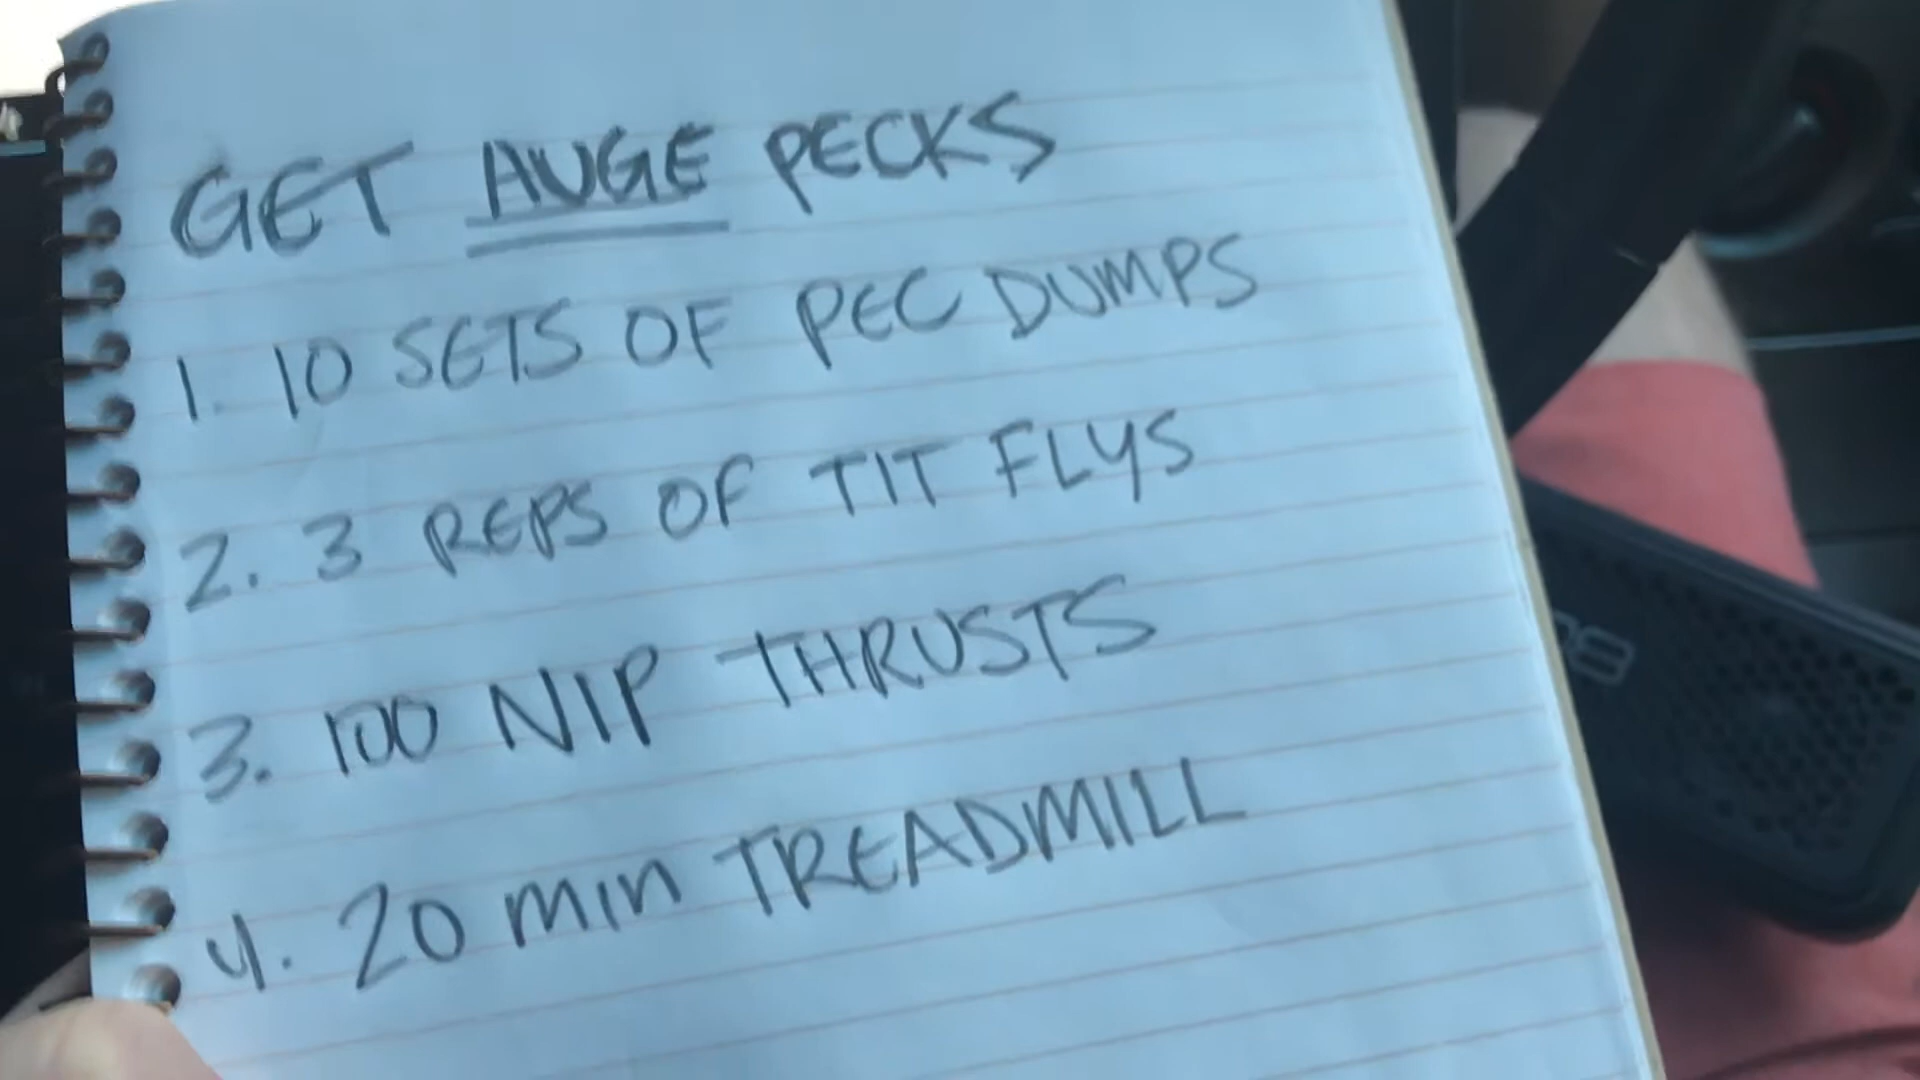 GET HUGE PECKS
1. 10 SETS OF PEC DUMPS
2. 3 REPS OF TIT FLYS
3. 100 NIP THRUSTS
4. 20 min TREADMILL